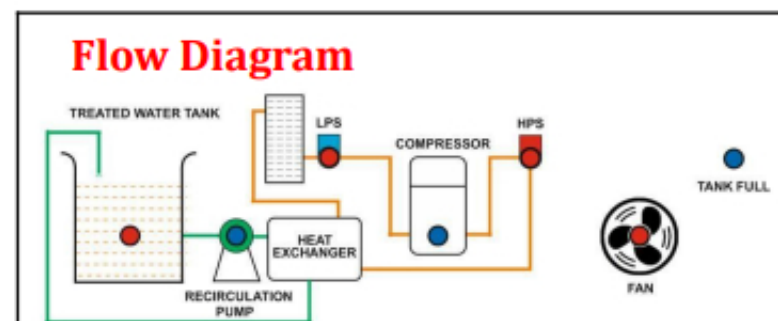 Flow Diagram
TREATED WATER TANK
LPS
COMPRESSOR
HPS
TANK FULL
HEAT
EXCHANGER
RECIRCULATION
PUMP
FAN